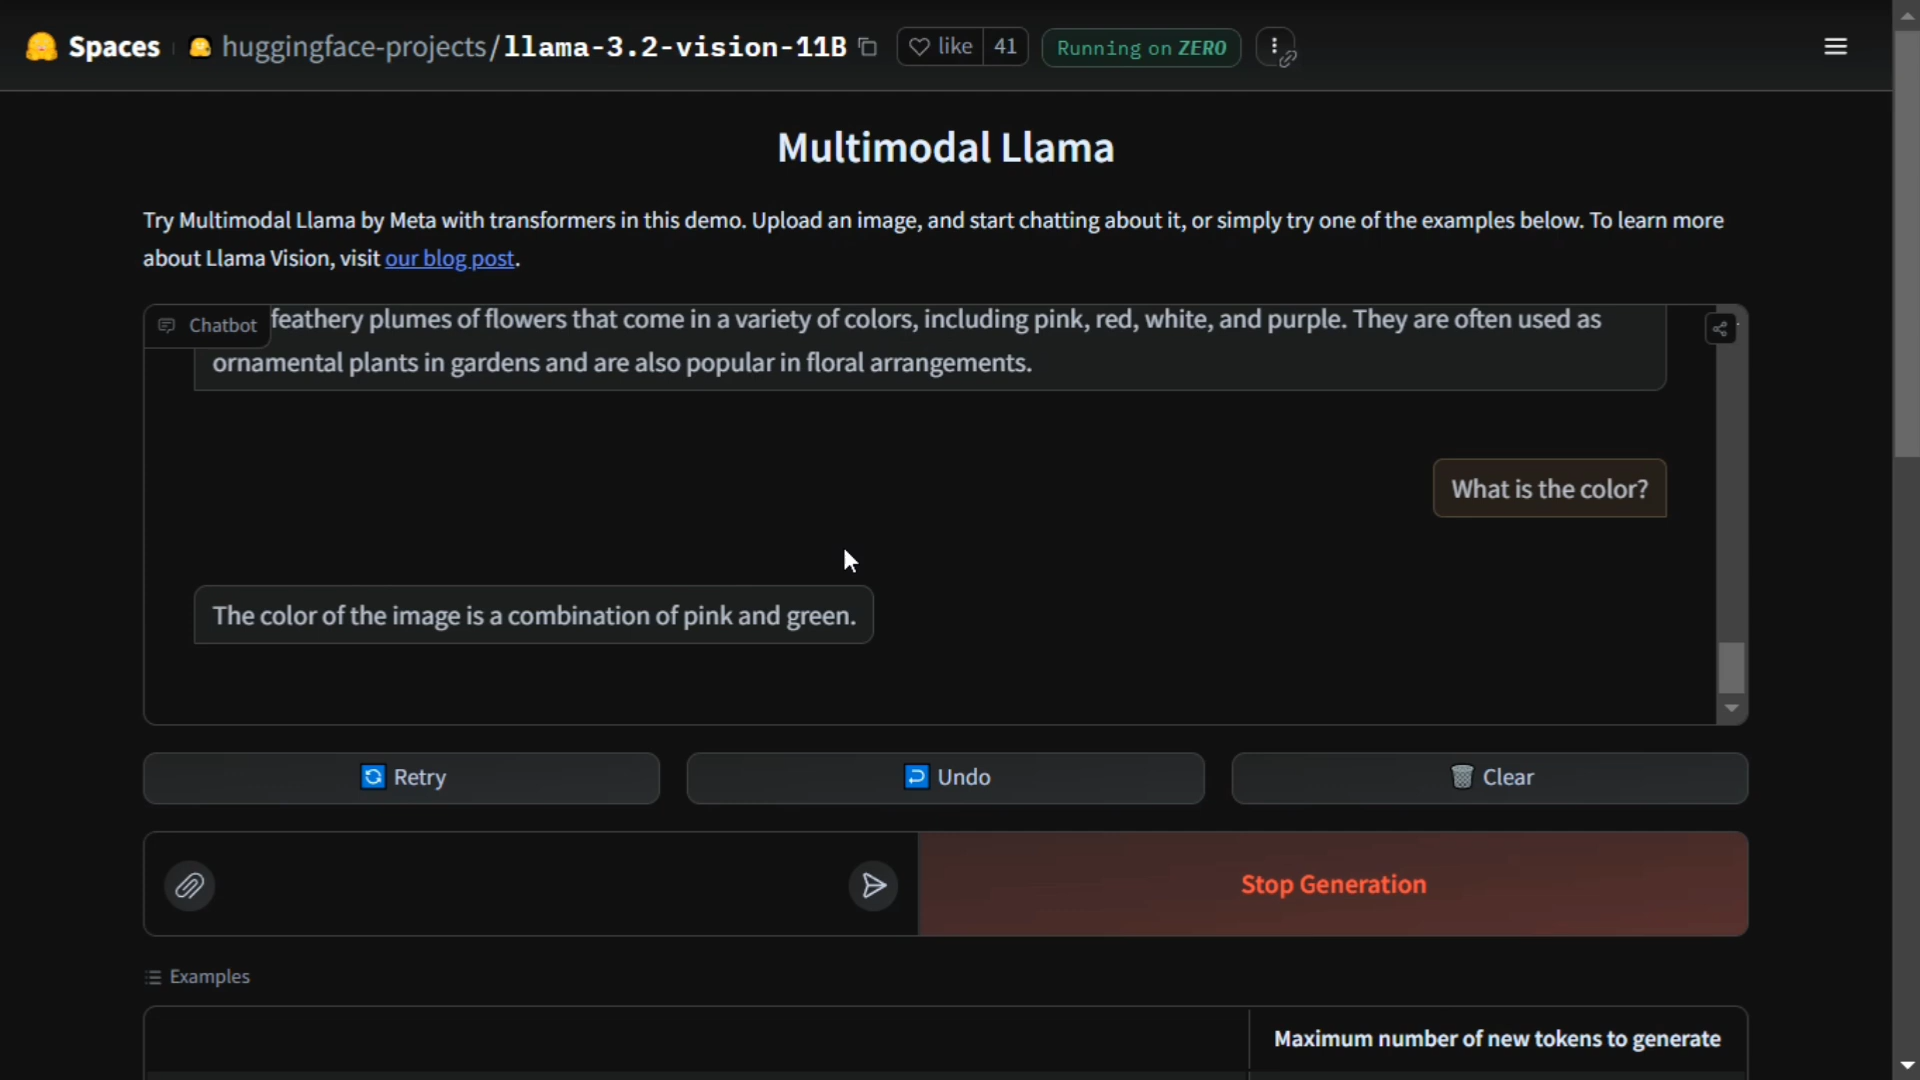 Spaces huggingface-projects/llama-3.2-vision-11B like 41 Running on ZERO
Multimodal Llama
Try Multimodal Llama by Meta with transformers in this demo. Upload an image, and start chatting about it, or simply try one of the examples below. To learn more
about Llama Vision, visit our blog post.
Chatbot
feathery plumes of flowers that come in a variety of colors, including pink, red, white, and purple. They are often used as
ornamental plants in gardens and are also popular in floral arrangements.
What is the color?
The color of the image is a combination of pink and green.
Retry Undo Clear
Stop Generation
Examples
Maximum number of new tokens to generate